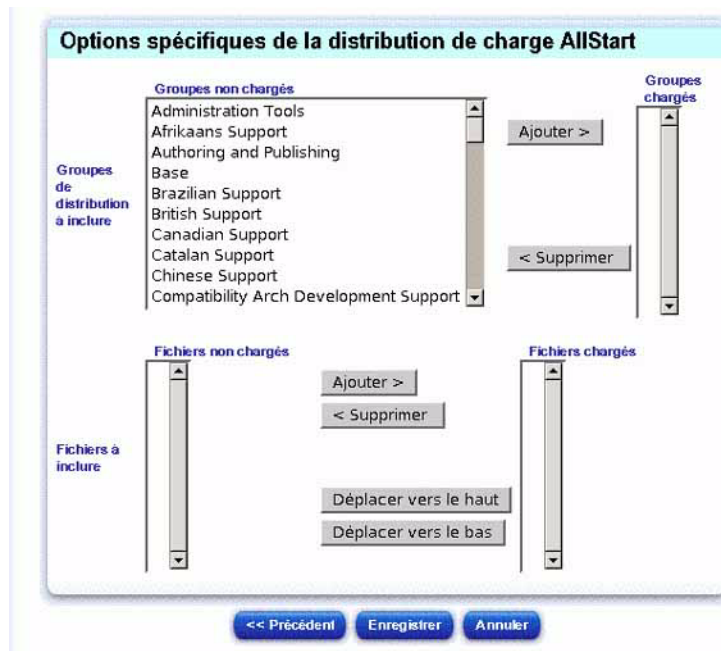 Options spécifiques de la distribution de charge AllStart
Groupes non chargés
Groupes
chargés
Groupes
de
distribution
à inclure
Administration Tools
Afrikaans Support
Authoring and Publishing
Base
Brazilian Support
British Support
Canadian Support
Catalan Support
Chinese Support
Compatibility Arch Development Support
Ajouter >
< Supprimer
Fichiers non chargés
Fichiers chargés
Fichiers à
inclure
Ajouter >
< Supprimer
Déplacer vers le haut
Déplacer vers le bas
<< Précédent
Enregistrer
Annuler